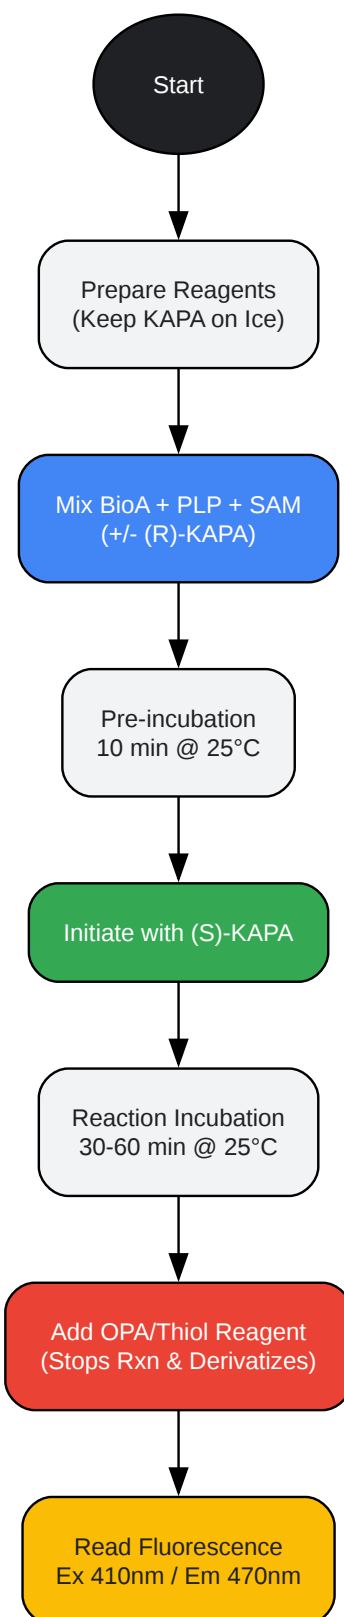 Start
Prepare Reagents
(Keep KAPA on Ice)
Mix BioA + PLP + SAM
(+/- (R)-KAPA)
Pre-incubation
10 min @ 25°C
Initiate with (S)-KAPA
Reaction Incubation
30-60 min @ 25°C
Add OPA/Thiol Reagent
(Stops Rxn & Derivatizes)
Read Fluorescence
Ex 410nm / Em 470nm